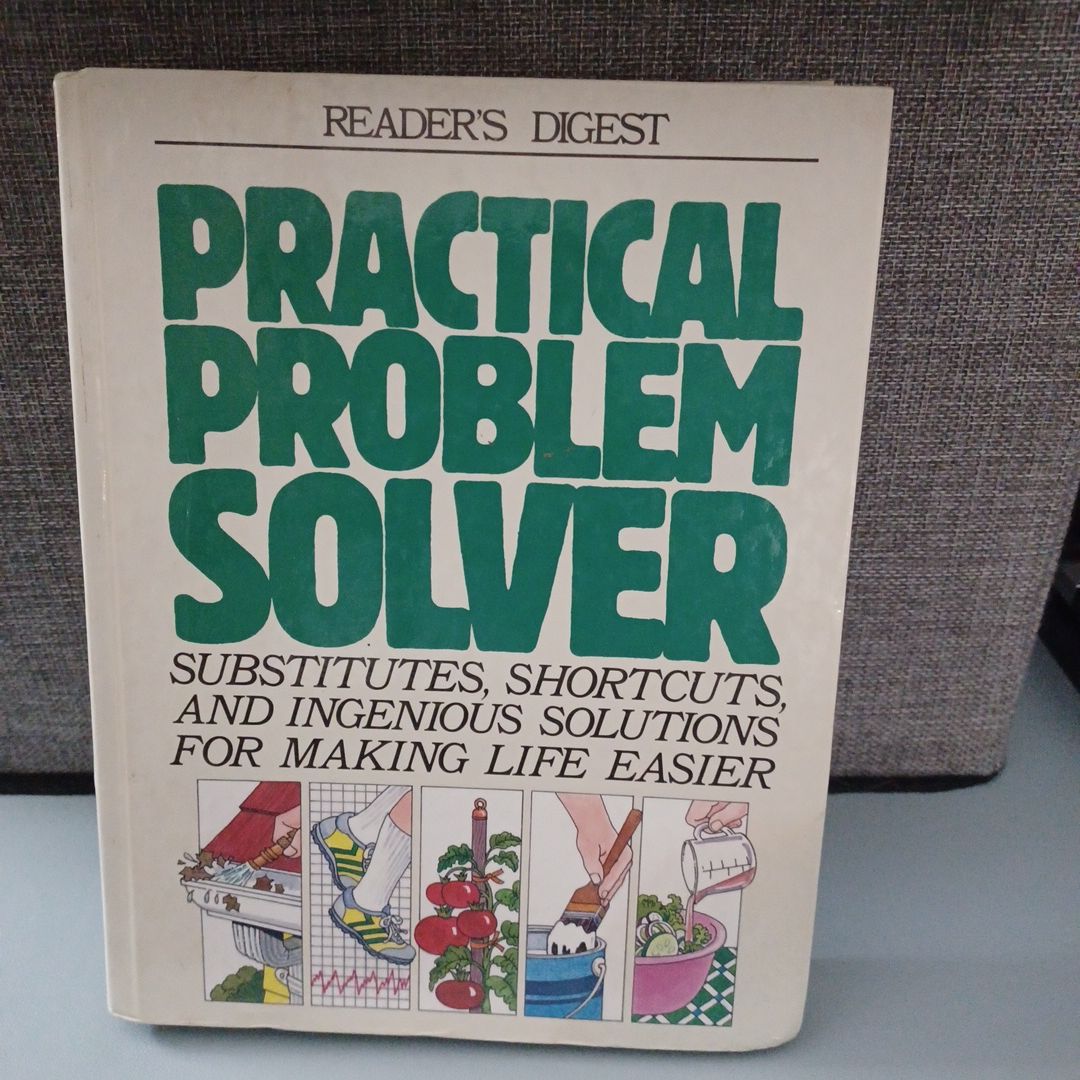 READER'S DIGEST
PRACTICAL
PROBLEM
SOLVER
SUBSTITUTES, SHORTCUTS,
AND INGENIOUS SOLUTIONS
FOR MAKING LIFE EASIER